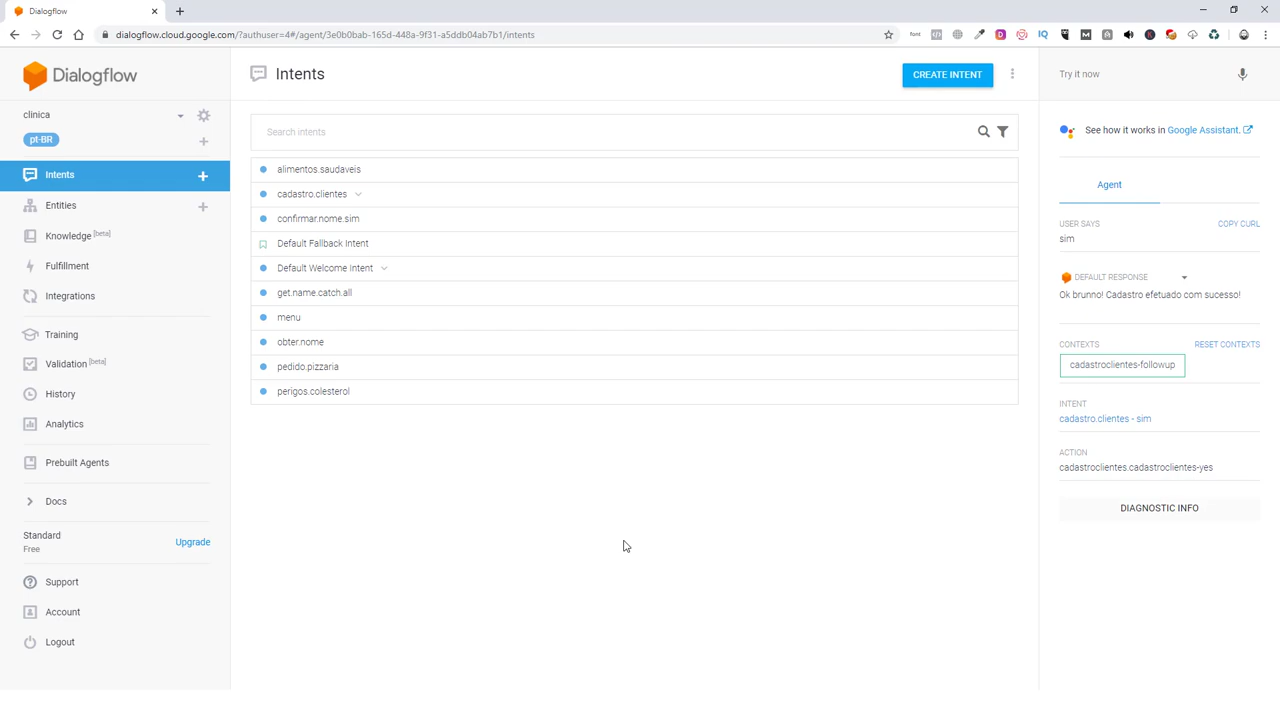 Dialogflow
dialogflow.cloud.google.com/?authuser=4#/agent/3e0b0bab-165d-448a-9f31-a5ddb04ab7b1/intents
Dialogflow
clinica
pt-BR
Intents
Entities
Knowledge [beta]
Fulfillment
Integrations
Training
Validation [beta]
History
Analytics
Prebuilt Agents
Docs
Standard
Free
Upgrade
Support
Account
Logout
Intents
CREATE INTENT
Search intents
alimentos.saudaveis
cadastro.clientes
confirmar.nome.sim
Default Fallback Intent
Default Welcome Intent
get.name.catch.all
menu
obter.nome
pedido.pizzaria
perigos.colesterol
Try it now
See how it works in Google Assistant.
Agent
USER SAYS COPY CURL
sim
DEFAULT RESPONSE
Ok brunno! Cadastro efetuado com sucesso!
CONTEXTS RESET CONTEXTS
cadastroclientes-followup
INTENT
cadastro.clientes - sim
ACTION
cadastroclientes.cadastroclientes-yes
DIAGNOSTIC INFO